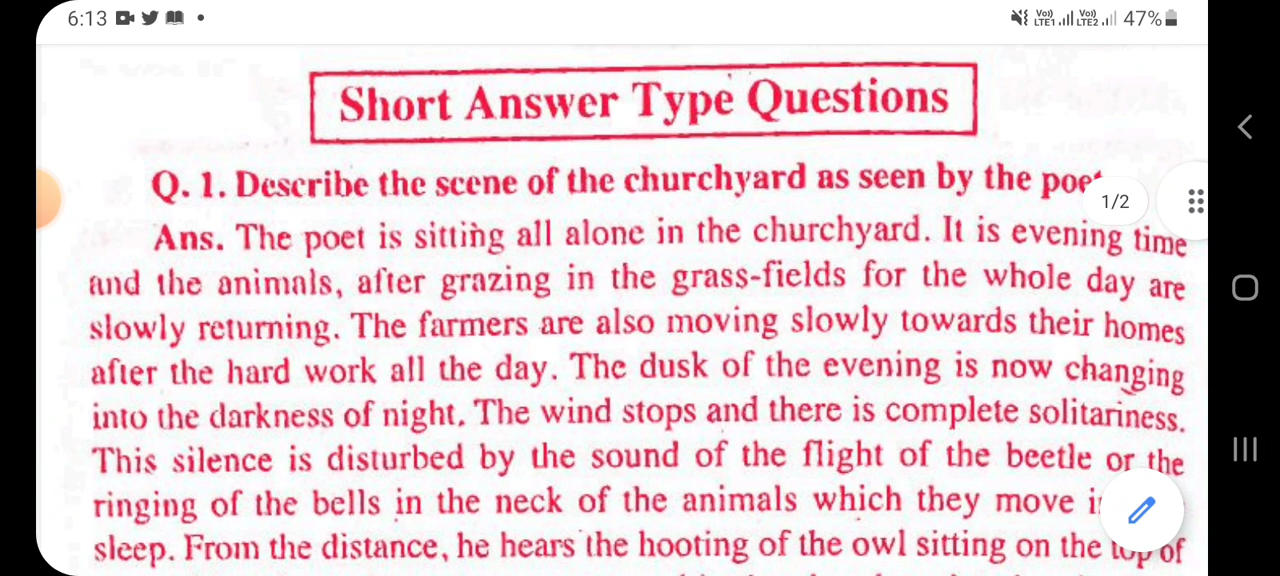 6:13
Vo)) LTE1 Vo)) LTE2 47%
Short Answer Type Questions
Q. 1. Describe the scene of the churchyard as seen by the
1/2
Ans. The poet is sitting all alone in the churchyard. It is evening time
and the animals, after grazing in the grass-fields for the whole day are
slowly returning. The farmers are also moving slowly towards their homes
after the hard work all the day. The dusk of the evening is now changing
into the darkness of night. The wind stops and there is complete solitariness.
This silence is disturbed by the sound of the flight of the beetle or the
ringing of the bells in the neck of the animals which they move
sleep. From the distance, he hears the hooting of the owl sitting on the top of